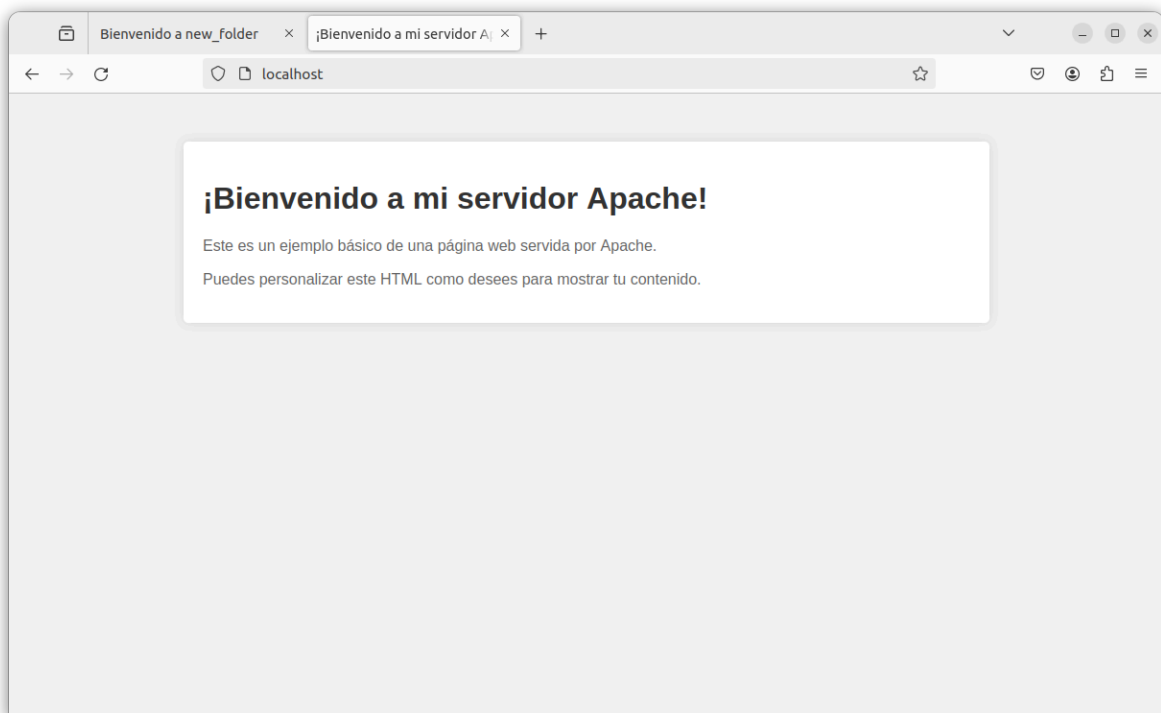 Bienvenido a new_folder
¡Bienvenido a mi servidor A
localhost
¡Bienvenido a mi servidor Apache!
Este es un ejemplo básico de una página web servida por Apache.
Puedes personalizar este HTML como desees para mostrar tu contenido.